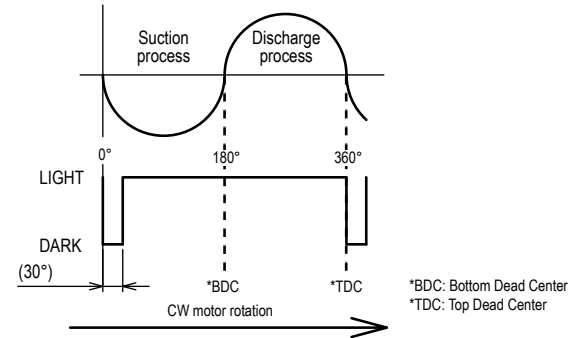 Suction
process
Discharge
process
0°
180°
360°
LIGHT
DARK
(30°)
*BDC
*TDC
CW motor rotation
*BDC: Bottom Dead Center
*TDC: Top Dead Center